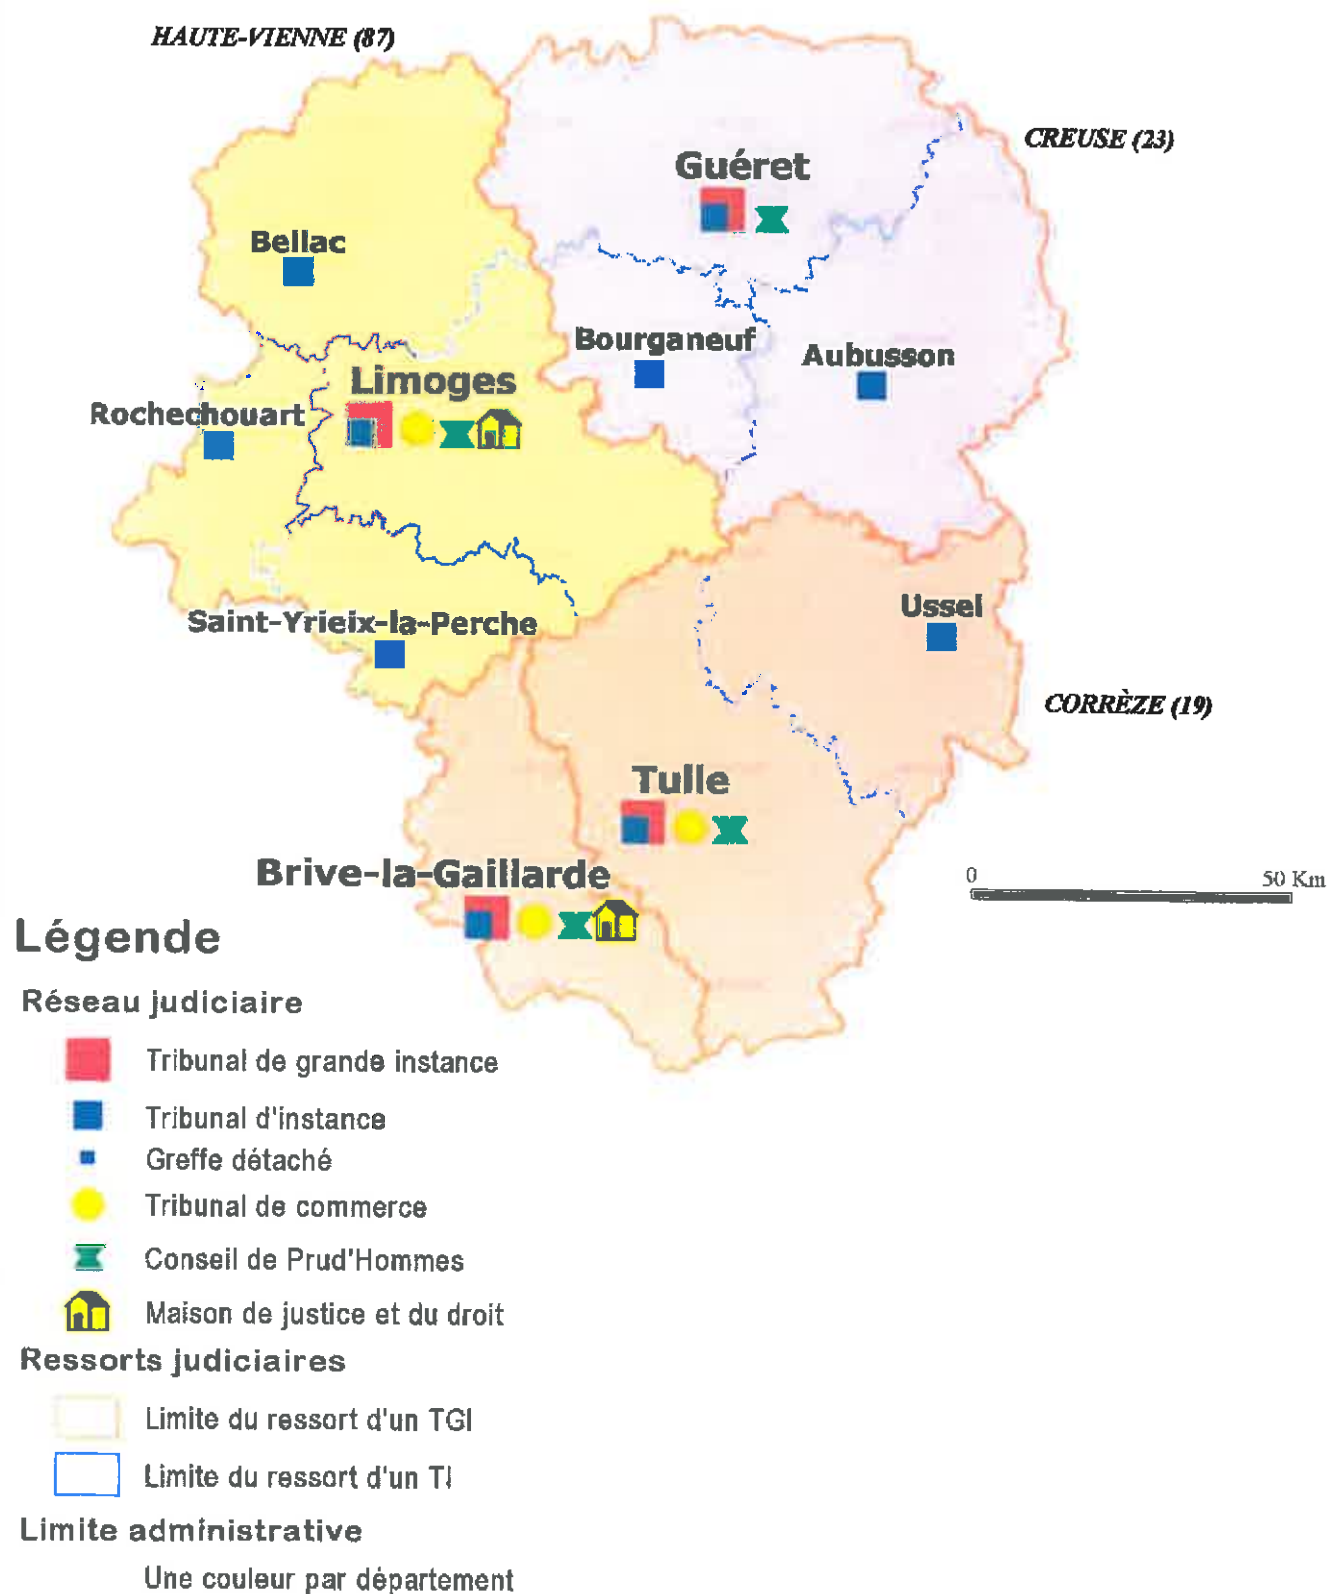 HAUTE-VIENNE (87)
CREUSE (23)
Guéret
Bellac
Bourganeuf
Aubusson
Limoges
Rochechouart
Ussel
Saint-Yrieix-la-Perche
CORRÈZE (19)
Tulle
Brive-la-Gaillarde
0 50 Km
Légende
Réseau judiciaire
Tribunal de grande instance
Tribunal d'instance
Greffe détaché
Tribunal de commerce
Conseil de Prud'Hommes
Maison de justice et du droit
Ressorts judiciaires
Limite du ressort d'un TGI
Limite du ressort d'un TI
Limite administrative
Une couleur par département